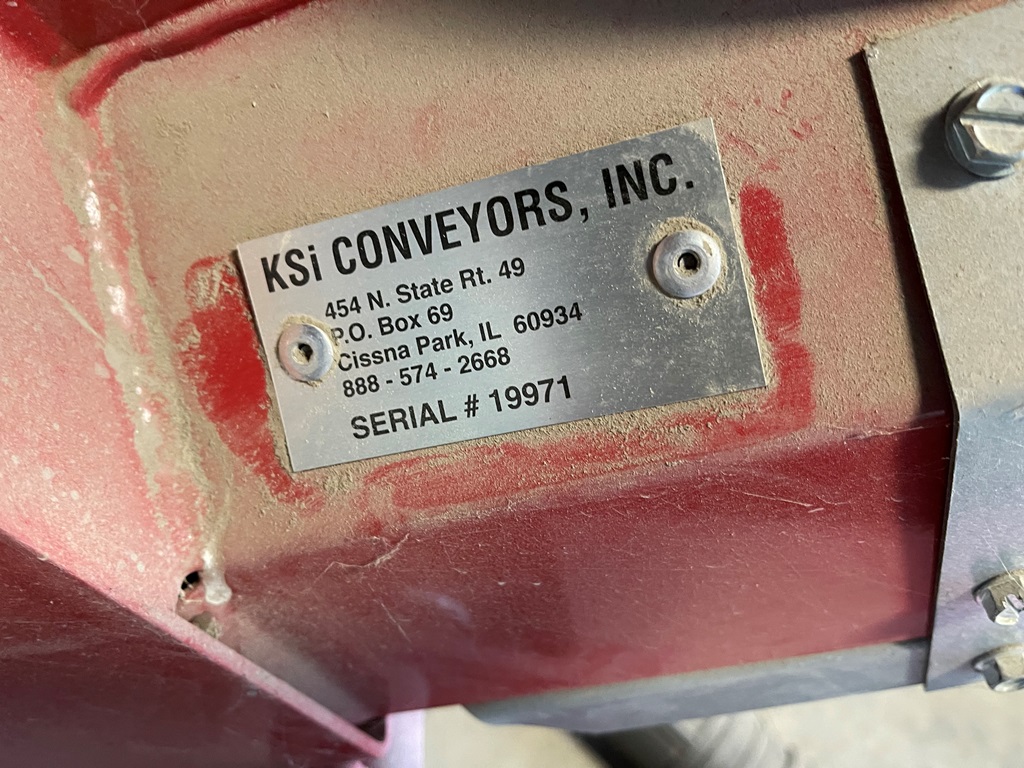 KSi CONVEYORS, INC.
454 N. State Rt. 49
P.O. Box 69
Cissna Park, IL 60934
888 - 574 - 2668
SERIAL # 19971